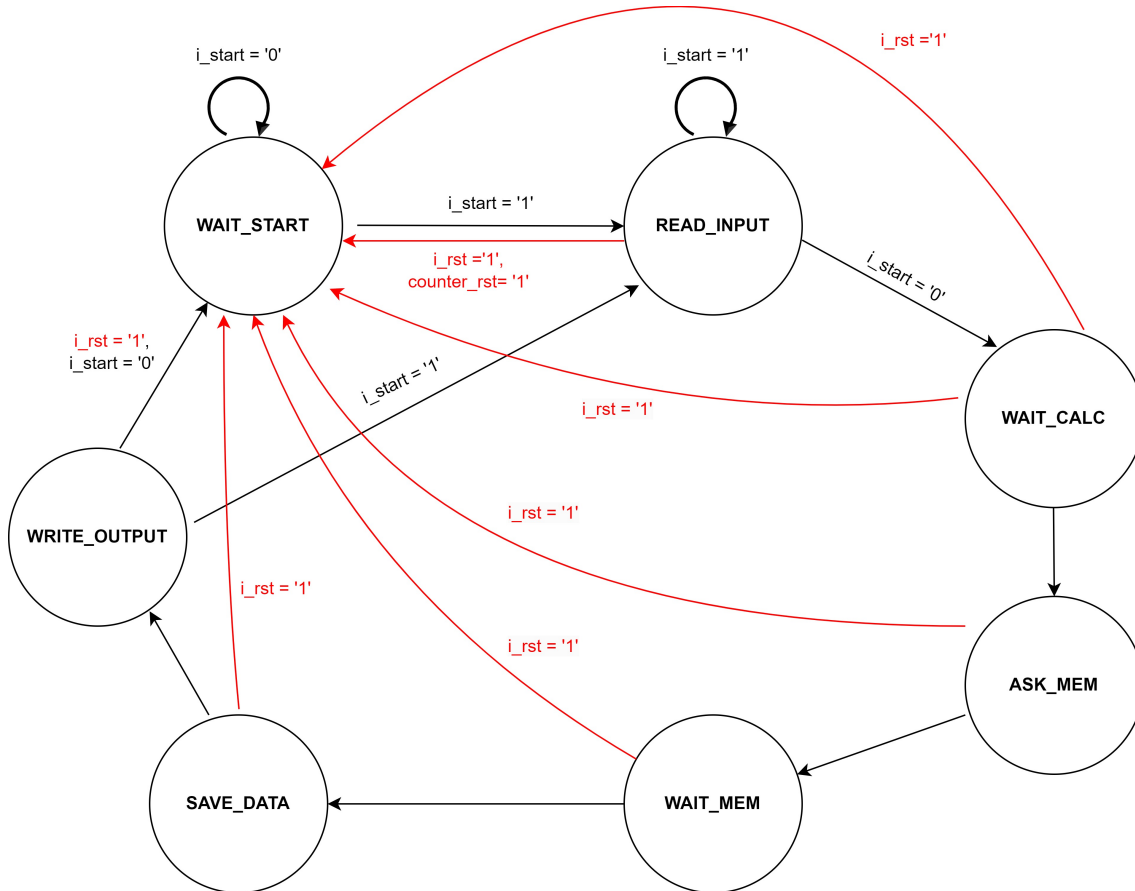 i_rst ='1'
i_start = '0'
i_start = '1'
WAIT_START
i_start = '1'
READ_INPUT
i_rst ='1',
counter_rst= '1'
i_start = '0'
i_rst = '1',
i_start = '0'
i_start = '1'
i_rst = '1'
WAIT_CALC
i_rst = '1'
WRITE_OUTPUT
i_rst = '1'
i_rst = '1'
ASK_MEM
SAVE_DATA
WAIT_MEM